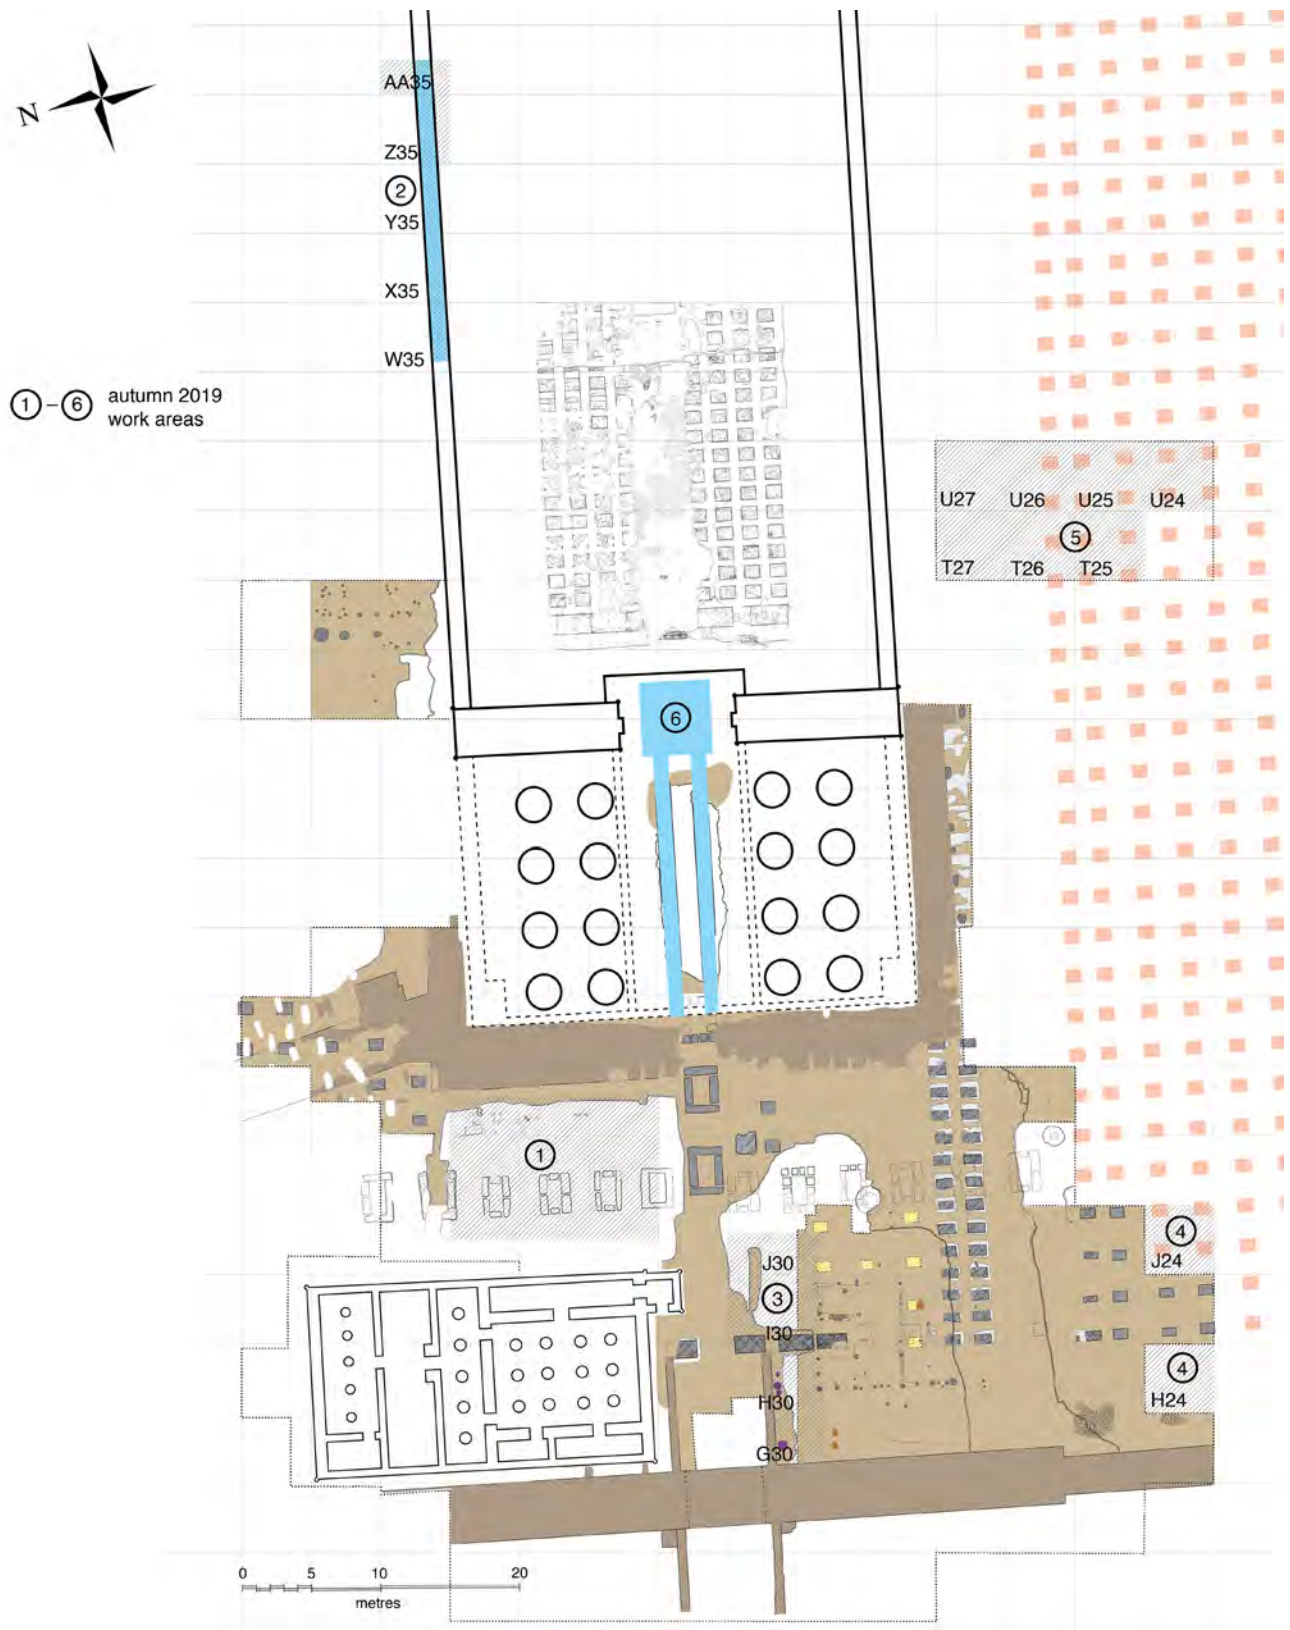 N
AA35
Z35
2
Y35
X35
W35
1 – 6 autumn 2019
work areas
U27 U26 U25 U24
5
T27 T26 T25
6
1
4
J24
J30
3
I30
4
H24
H30
G30
0 5 10 20
metres